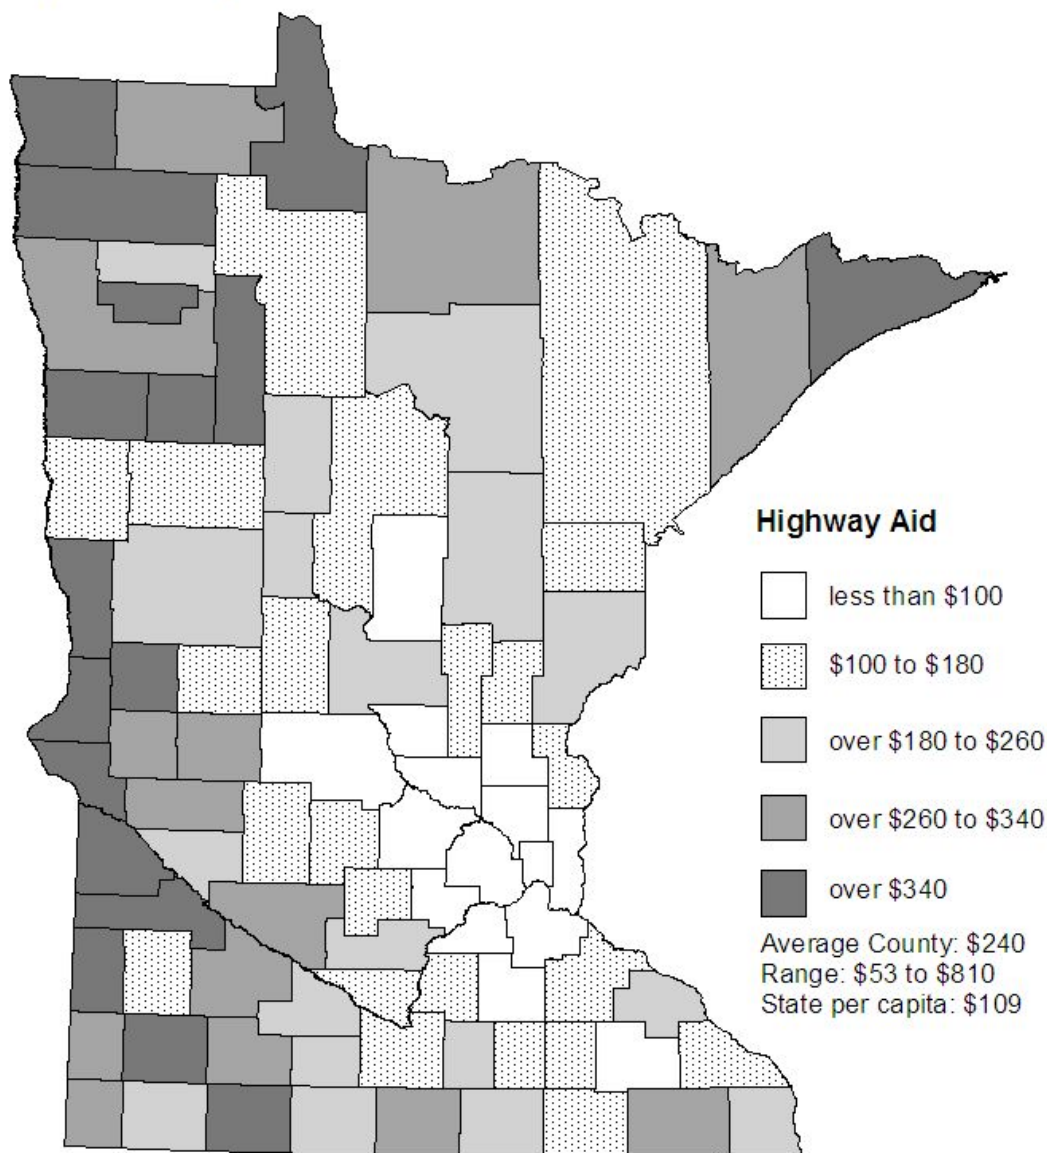 Highway Aid
less than $100
$100 to $180
over $180 to $260
over $260 to $340
over $340
Average County: $240
Range: $53 to $810
State per capita: $109